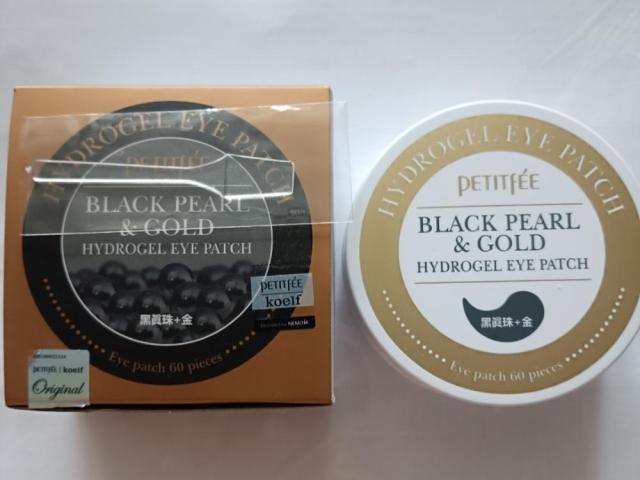 HYDROGEL EYE PATCH
PETITFÉE
BLACK PEARL
& GOLD
HYDROGEL EYE PATCH
PETITFÉE
koelf
黑眞珠+金
Eye patch 60 pieces
petitfée | koelf
Original
HYDROGEL EYE PATCH
PETITFÉE
BLACK PEARL
& GOLD
HYDROGEL EYE PATCH
黑眞珠+金
Eye patch 60 pieces